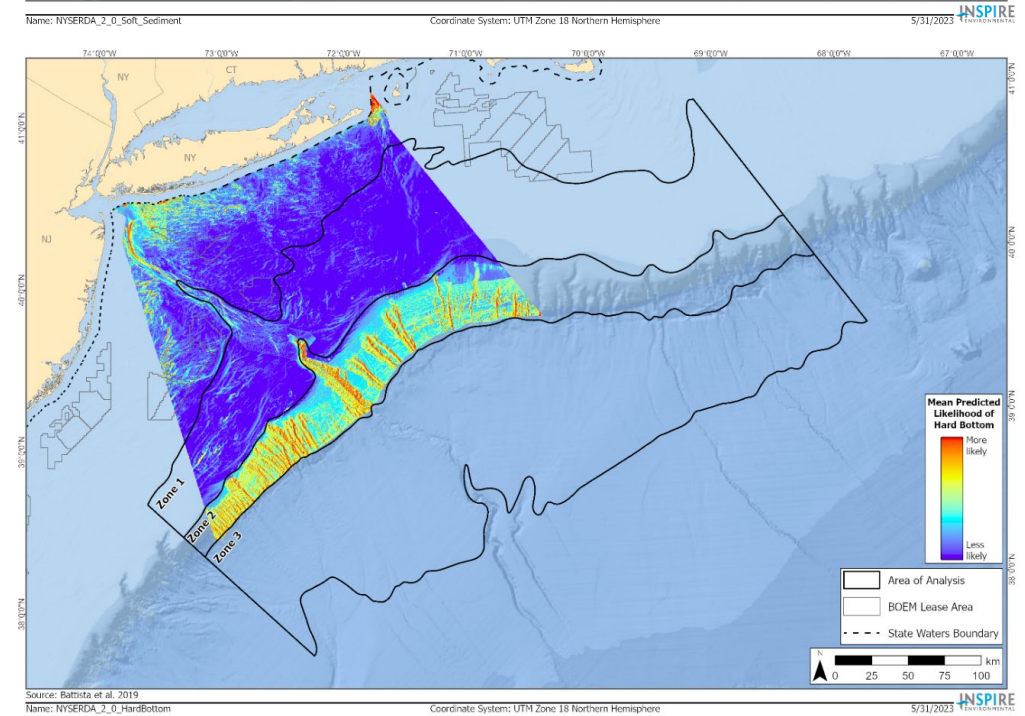 Name: NYSERDA_2_0_Soft_Sediment Coordinate System: UTM Zone 18 Northern Hemisphere 5/31/2023 INSPIRE ENVIRONMENTAL
74°0'0"W 73°0'0"W 72°0'0"W 71°0'0"W 70°0'0"W 69°0'0"W 68°0'0"W 67°0'0"W
NY
CT
41°0'0"N
41°0'0"N
NY
NJ
40°0'0"N
40°0'0"N
39°0'0"N
39°0'0"N
Mean Predicted
Likelihood of
Hard Bottom
More
likely
Less
likely
Zone 1
Zone 2
Zone 3
38°0'0"N
38°0'0"N
Area of Analysis
BOEM Lease Area
State Waters Boundary
N
km
0 25 50 75 100
Source: Battista et al. 2019
Name: NYSERDA_2_0_HardBottom Coordinate System: UTM Zone 18 Northern Hemisphere 5/31/2023 INSPIRE ENVIRONMENTAL